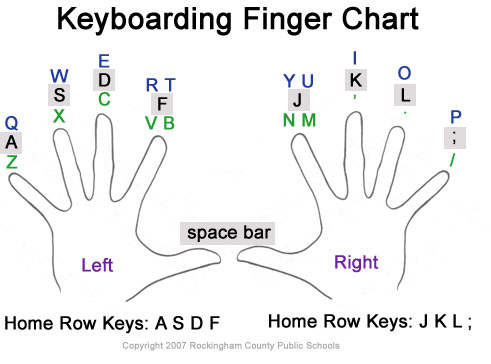 Keyboarding Finger Chart
Q
A
Z
W
S
X
E
D
C
R T
F
V B
Y U
J
N M
I
K
,
O
L
.
P
;
/
space bar
Left
Right
Home Row Keys: A S D F
Home Row Keys: J K L ;
Copyright 2007 Rockingham County Public Schools